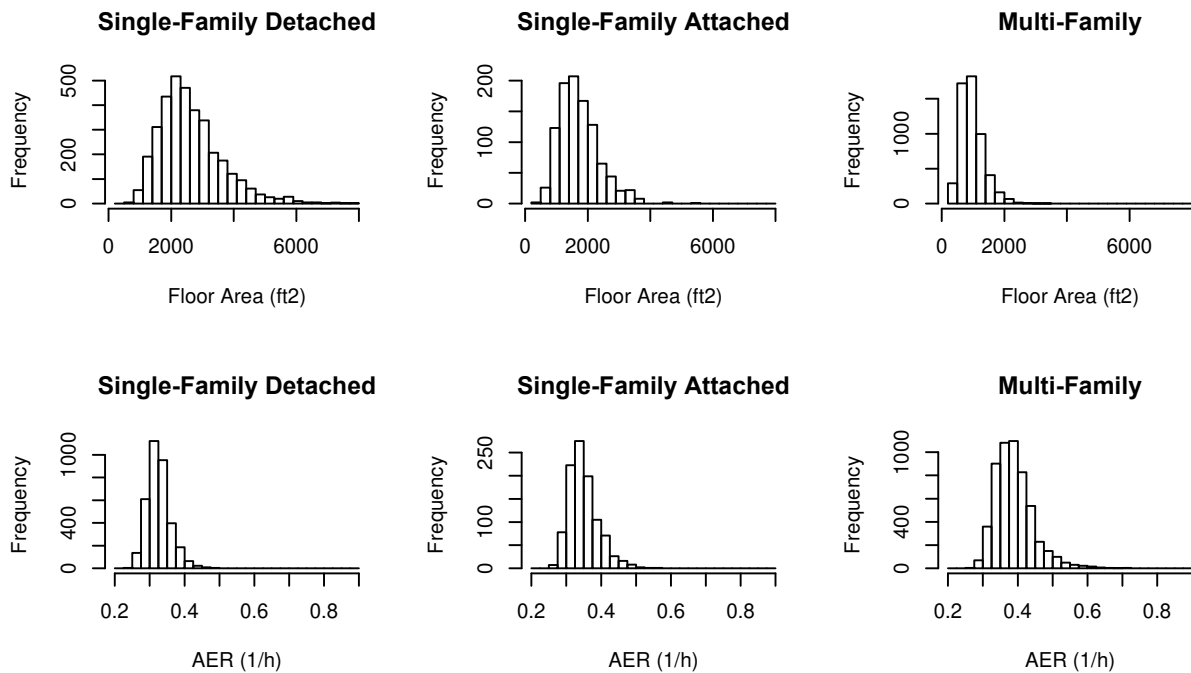 Single-Family Detached
Frequency
0 200 500
0 2000 6000
Floor Area (ft2)
Single-Family Attached
Frequency
0 100 200
0 2000 6000
Floor Area (ft2)
Multi-Family
Frequency
0 1000
0 2000 6000
Floor Area (ft2)
Single-Family Detached
Frequency
0 400 1000
0.2 0.4 0.6 0.8
AER (1/h)
Single-Family Attached
Frequency
0 100 250
0.2 0.4 0.6 0.8
AER (1/h)
Multi-Family
Frequency
0 400 1000
0.2 0.4 0.6 0.8
AER (1/h)